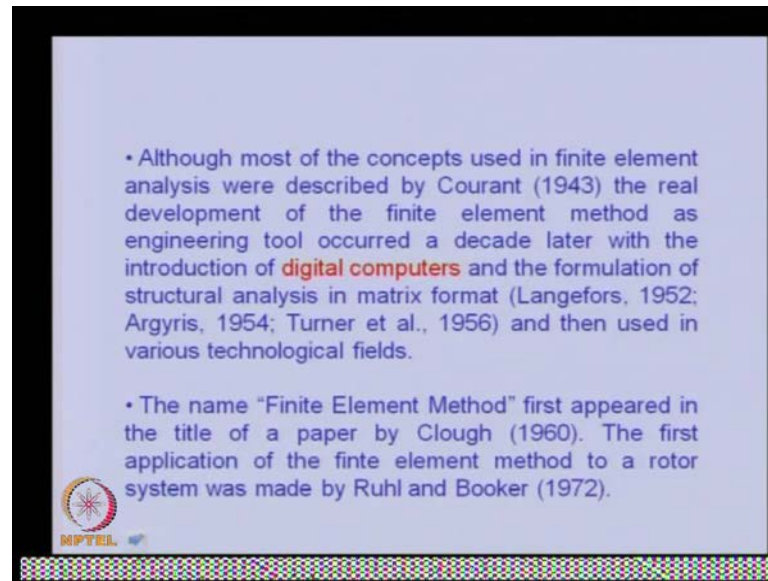 • Although most of the concepts used in finite element
analysis were described by Courant (1943) the real
development of the finite element method as
engineering tool occurred a decade later with the
introduction of digital computers and the formulation of
structural analysis in matrix format (Langefors, 1952;
Argyris, 1954; Turner et al., 1956) and then used in
various technological fields.
• The name “Finite Element Method” first appeared in
the title of a paper by Clough (1960). The first
application of the finte element method to a rotor
system was made by Ruhl and Booker (1972).
NPTEL